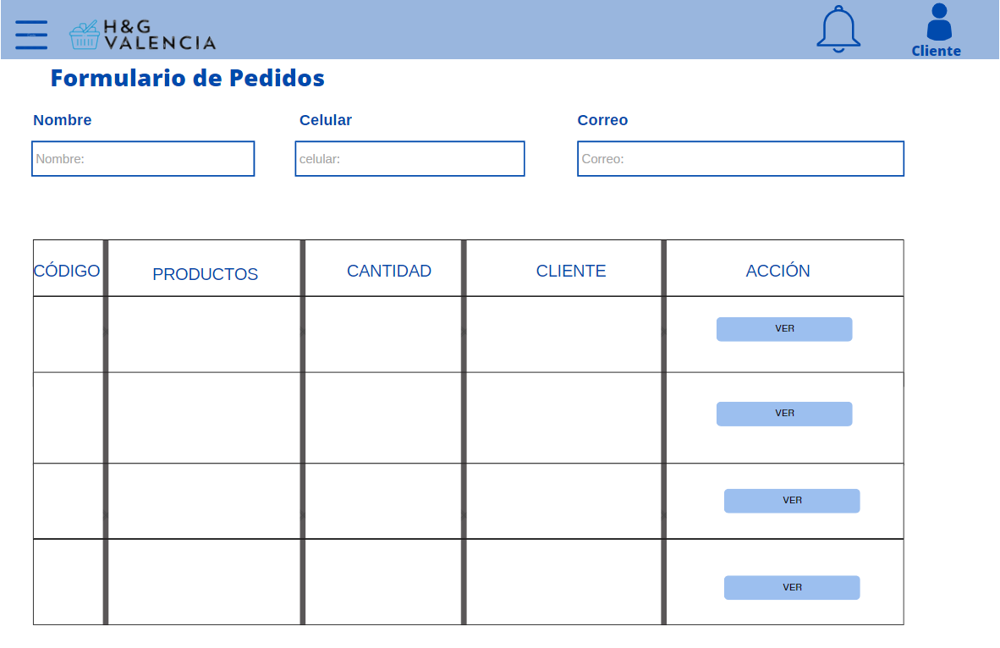 H&G
VALENCIA
Cliente
Formulario de Pedidos
Nombre Celular Correo
Nombre: celular: Correo:
CÓDIGO PRODUCTOS CANTIDAD CLIENTE ACCIÓN
VER
VER
VER
VER